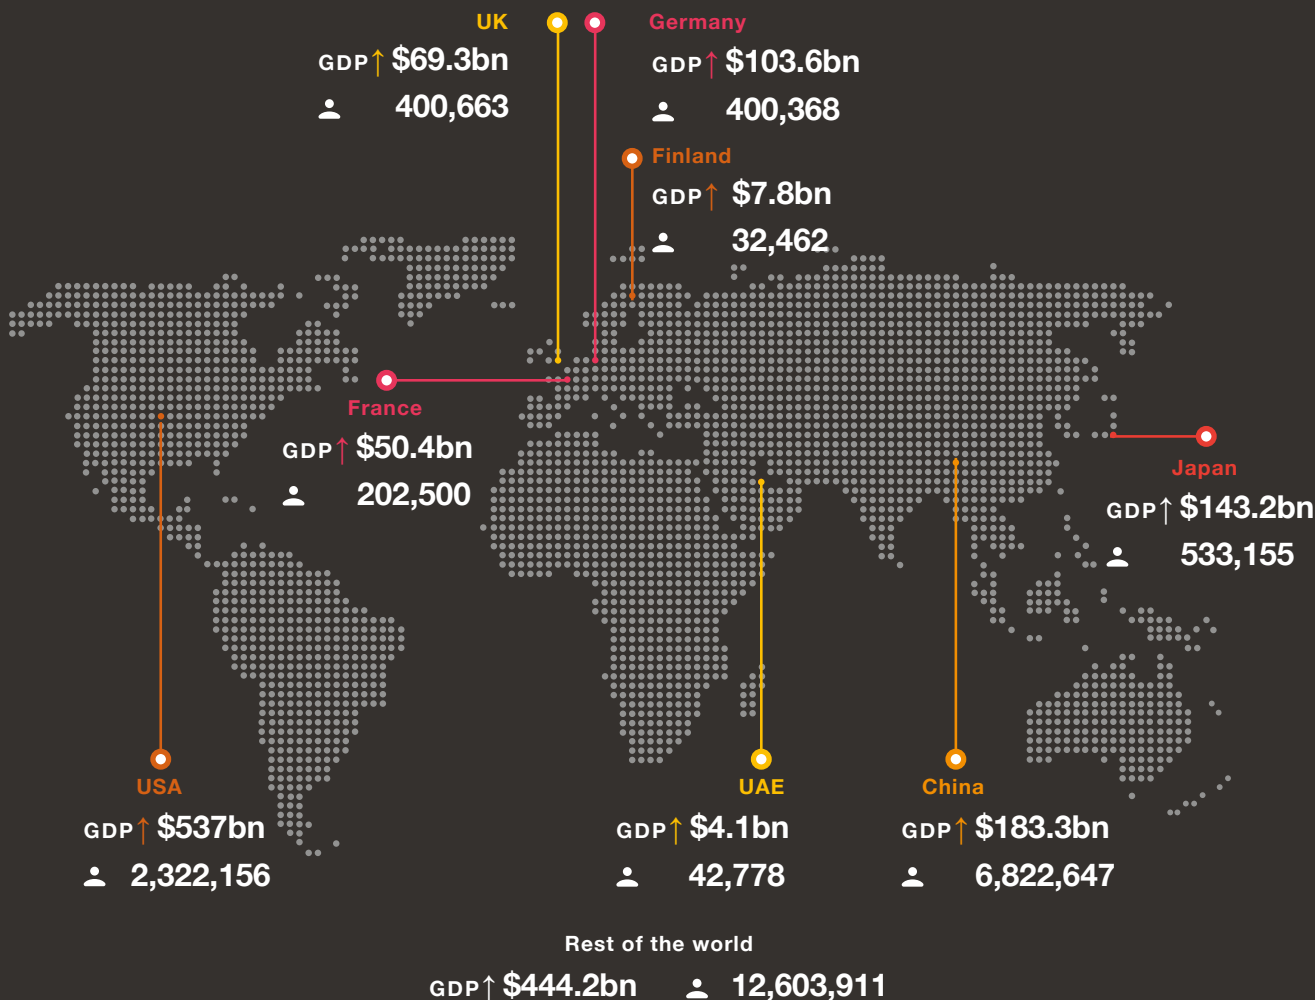 UK
GDP↑ $69.3bn
400,663
Germany
GDP↑ $103.6bn
400,368
Finland
GDP↑ $7.8bn
32,462
France
GDP↑ $50.4bn
202,500
Japan
GDP↑ $143.2bn
533,155
USA
GDP↑ $537bn
2,322,156
UAE
GDP↑ $4.1bn
42,778
China
GDP↑ $183.3bn
6,822,647
Rest of the world
GDP↑ $444.2bn 12,603,911